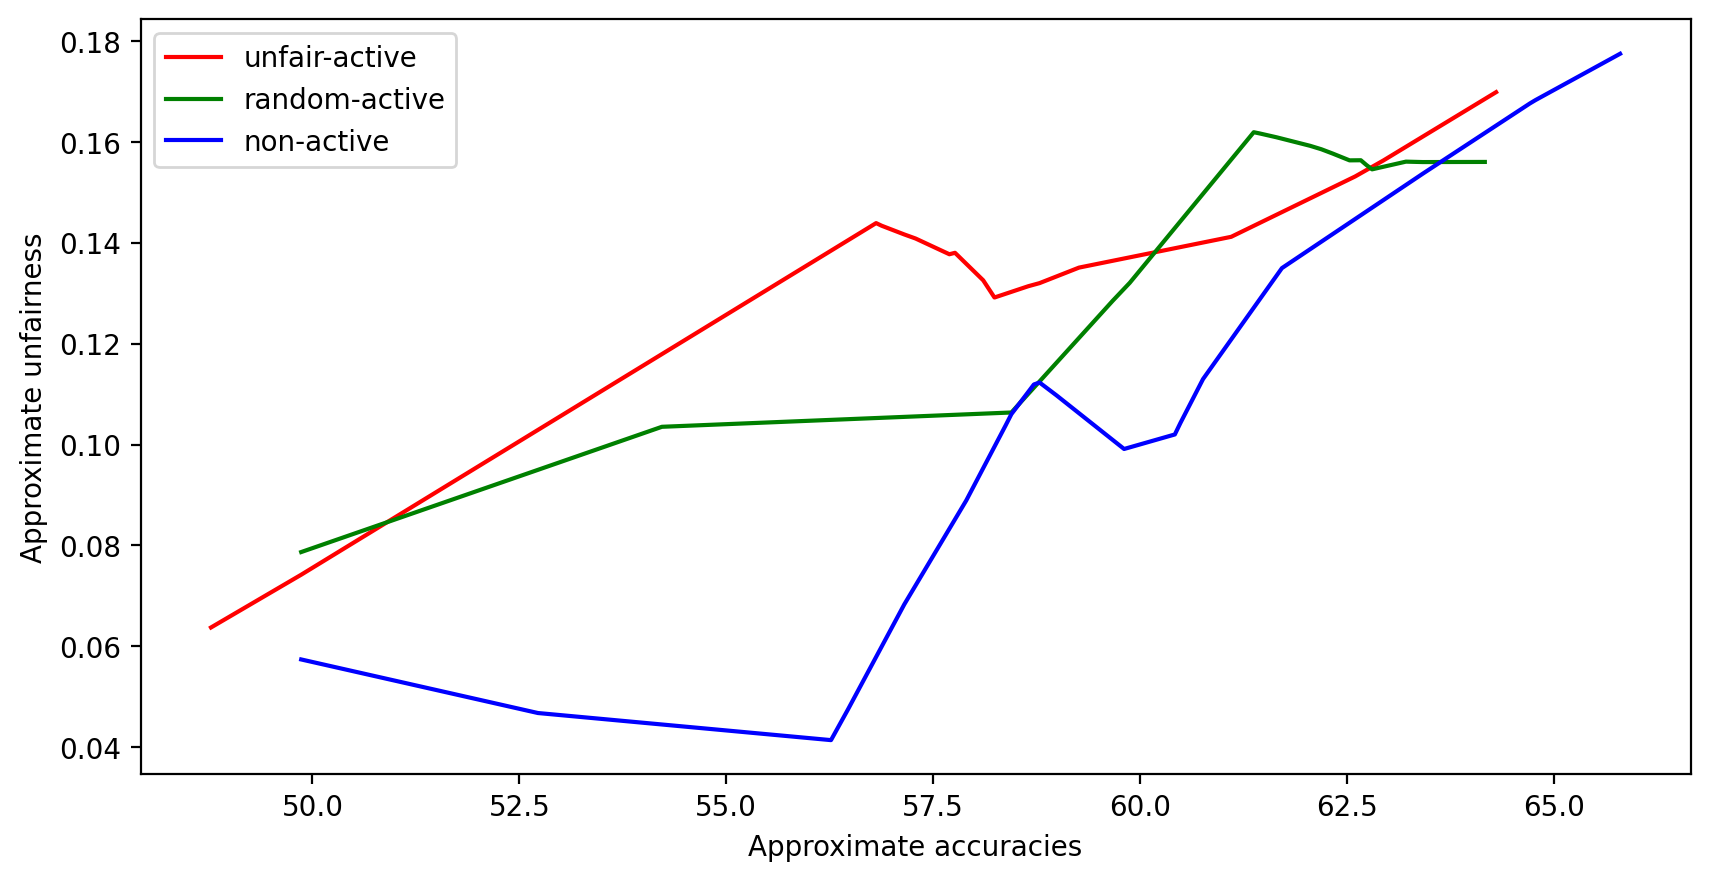 unfair-active
random-active
non-active
0.18
0.16
0.14
0.12
0.10
0.08
0.06
0.04
Approximate unfairness
50.0 52.5 55.0 57.5 60.0 62.5 65.0
Approximate accuracies